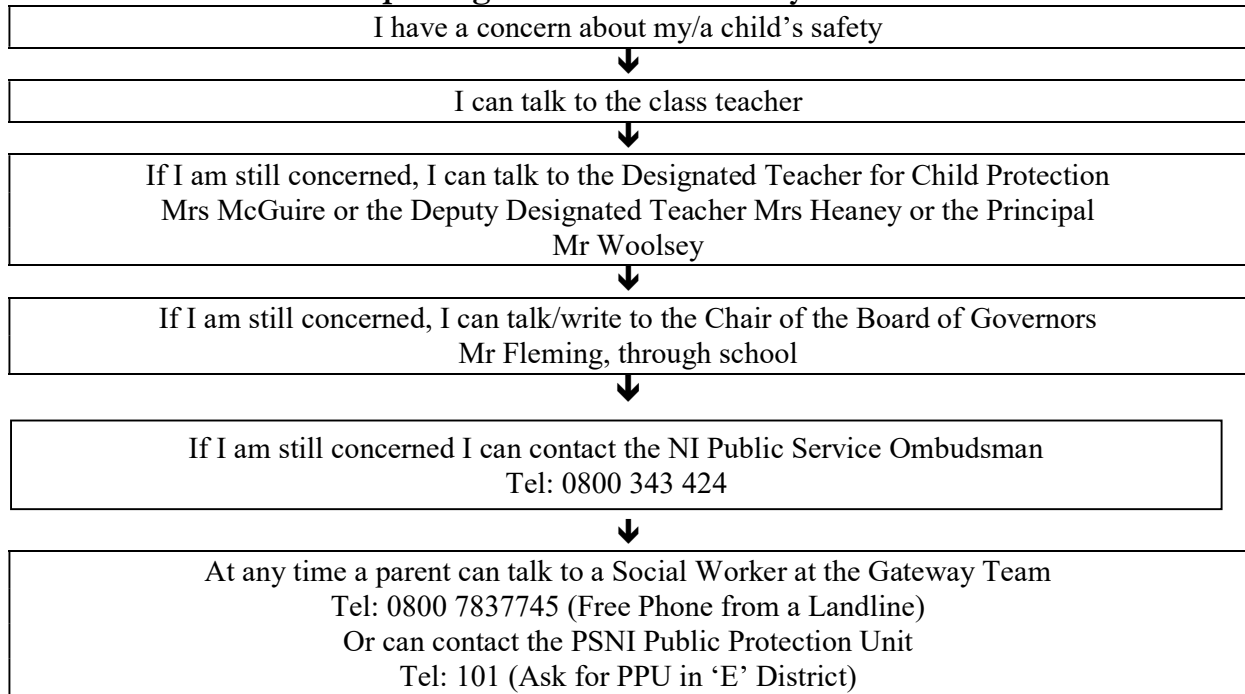 I have a concern about my/a child’s safety
I can talk to the class teacher
If I am still concerned, I can talk to the Designated Teacher for Child Protection
Mrs McGuire or the Deputy Designated Teacher Mrs Heaney or the Principal
Mr Woolsey
If I am still concerned, I can talk/write to the Chair of the Board of Governors
Mr Fleming, through school
If I am still concerned I can contact the NI Public Service Ombudsman
Tel: 0800 343 424
At any time a parent can talk to a Social Worker at the Gateway Team
Tel: 0800 7837745 (Free Phone from a Landline)
Or can contact the PSNI Public Protection Unit
Tel: 101 (Ask for PPU in ‘E’ District)